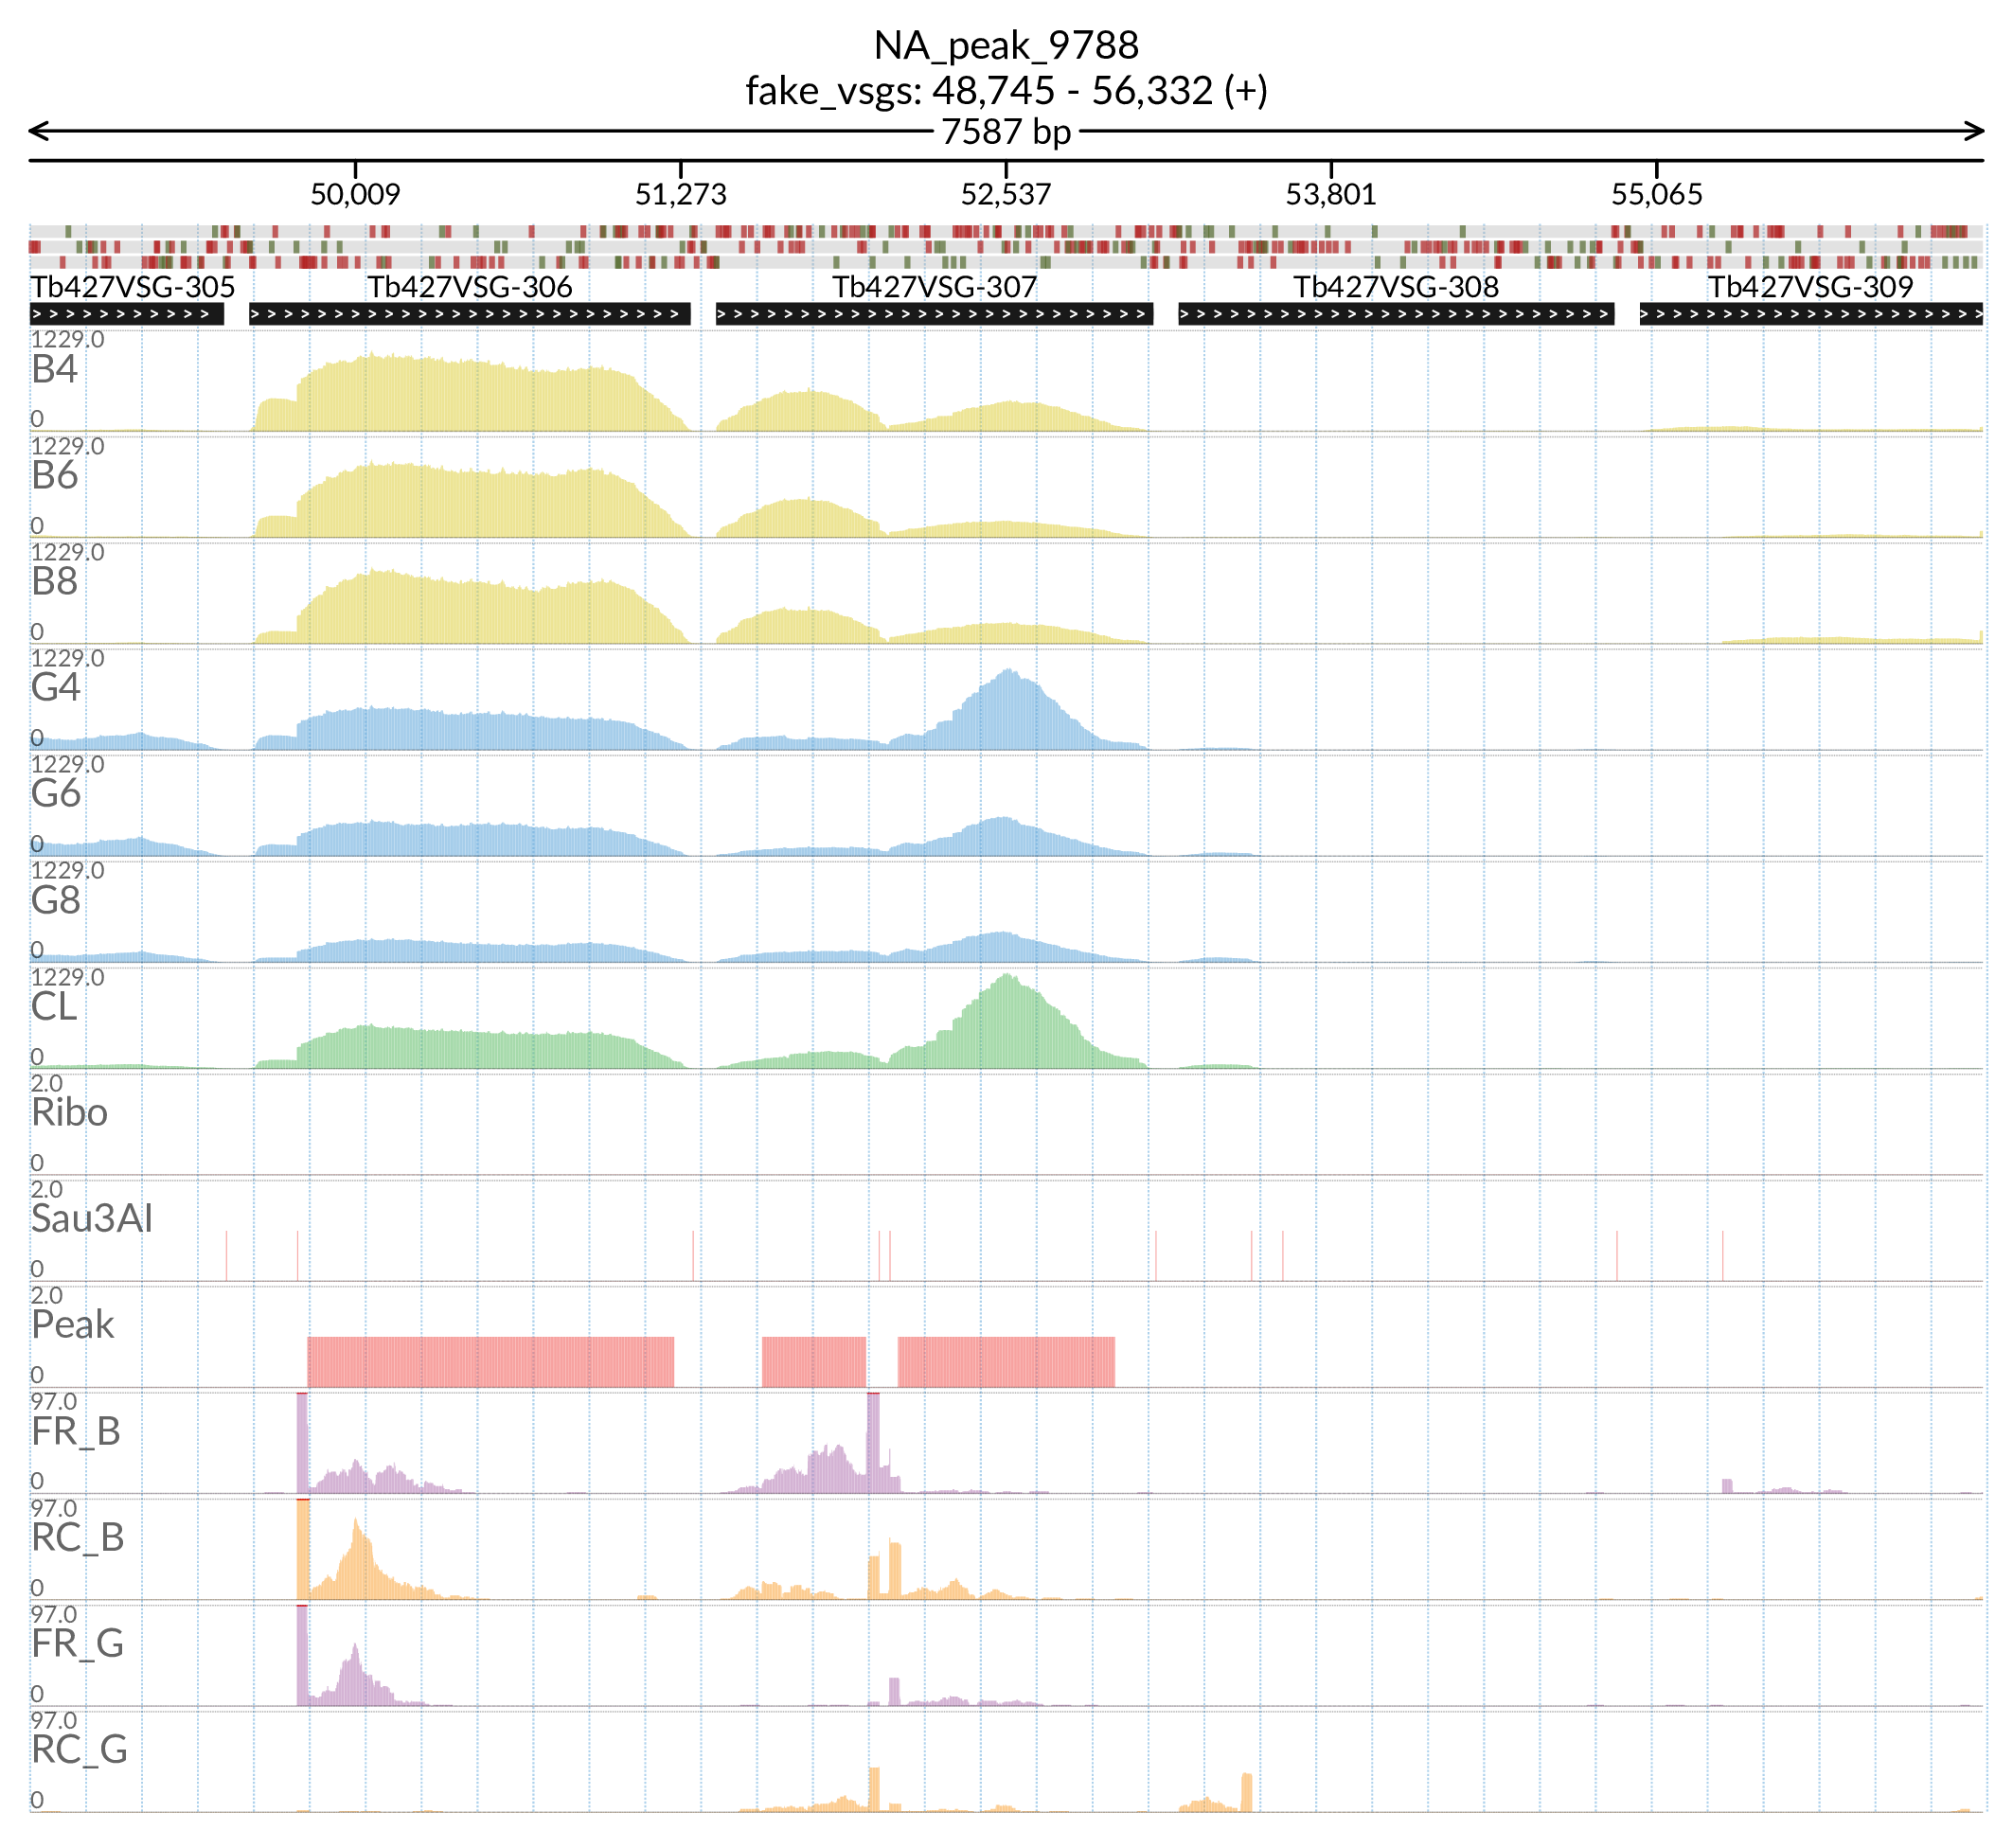 NA_peak_9788
fake_vsgs: 48,745 - 56,332 (+)
7587 bp
50,009 51,273 52,537 53,801 55,065
Tb427VSG-305 Tb427VSG-306 Tb427VSG-307 Tb427VSG-308 Tb427VSG-309
1229.0
B4
0
1229.0
B6
0
1229.0
B8
0
1229.0
G4
0
1229.0
G6
0
1229.0
G8
0
1229.0
CL
0
2.0
Ribo
0
2.0
Sau3AI
0
2.0
Peak
0
97.0
FR_B
0
97.0
RC_B
0
97.0
FR_G
0
97.0
RC_G
0